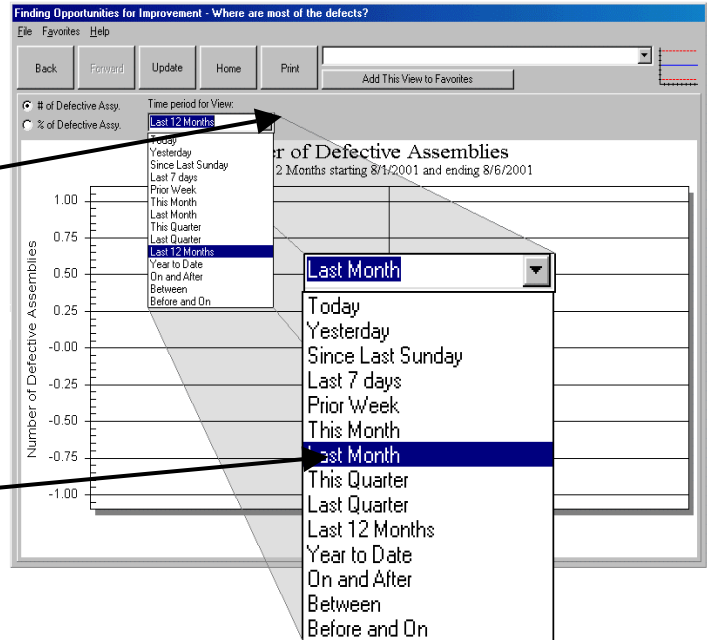 Finding Opportunities for Improvement - Where are most of the defects?
File Favorites Help
Back Forward Update Home Print
Add This View to Favorites
# of Defective Assy.
% of Defective Assy.
Time period for View:
Last 12 Months
Today
Yesterday
Since Last Sunday
Last 7 days
Prior Week
This Month
Last Month
This Quarter
Last Quarter
Last 12 Months
Year to Date
On and After
Between
Before and On
er of Defective Assemblies
2 Months starting 8/1/2001 and ending 8/6/2001
Number of Defective Assemblies
1.00
0.75
0.50
0.25
-0.00
-0.25
-0.50
-0.75
-1.00
Last Month
Today
Yesterday
Since Last Sunday
Last 7 days
Prior Week
This Month
Last Month
This Quarter
Last Quarter
Last 12 Months
Year to Date
On and After
Between
Before and On